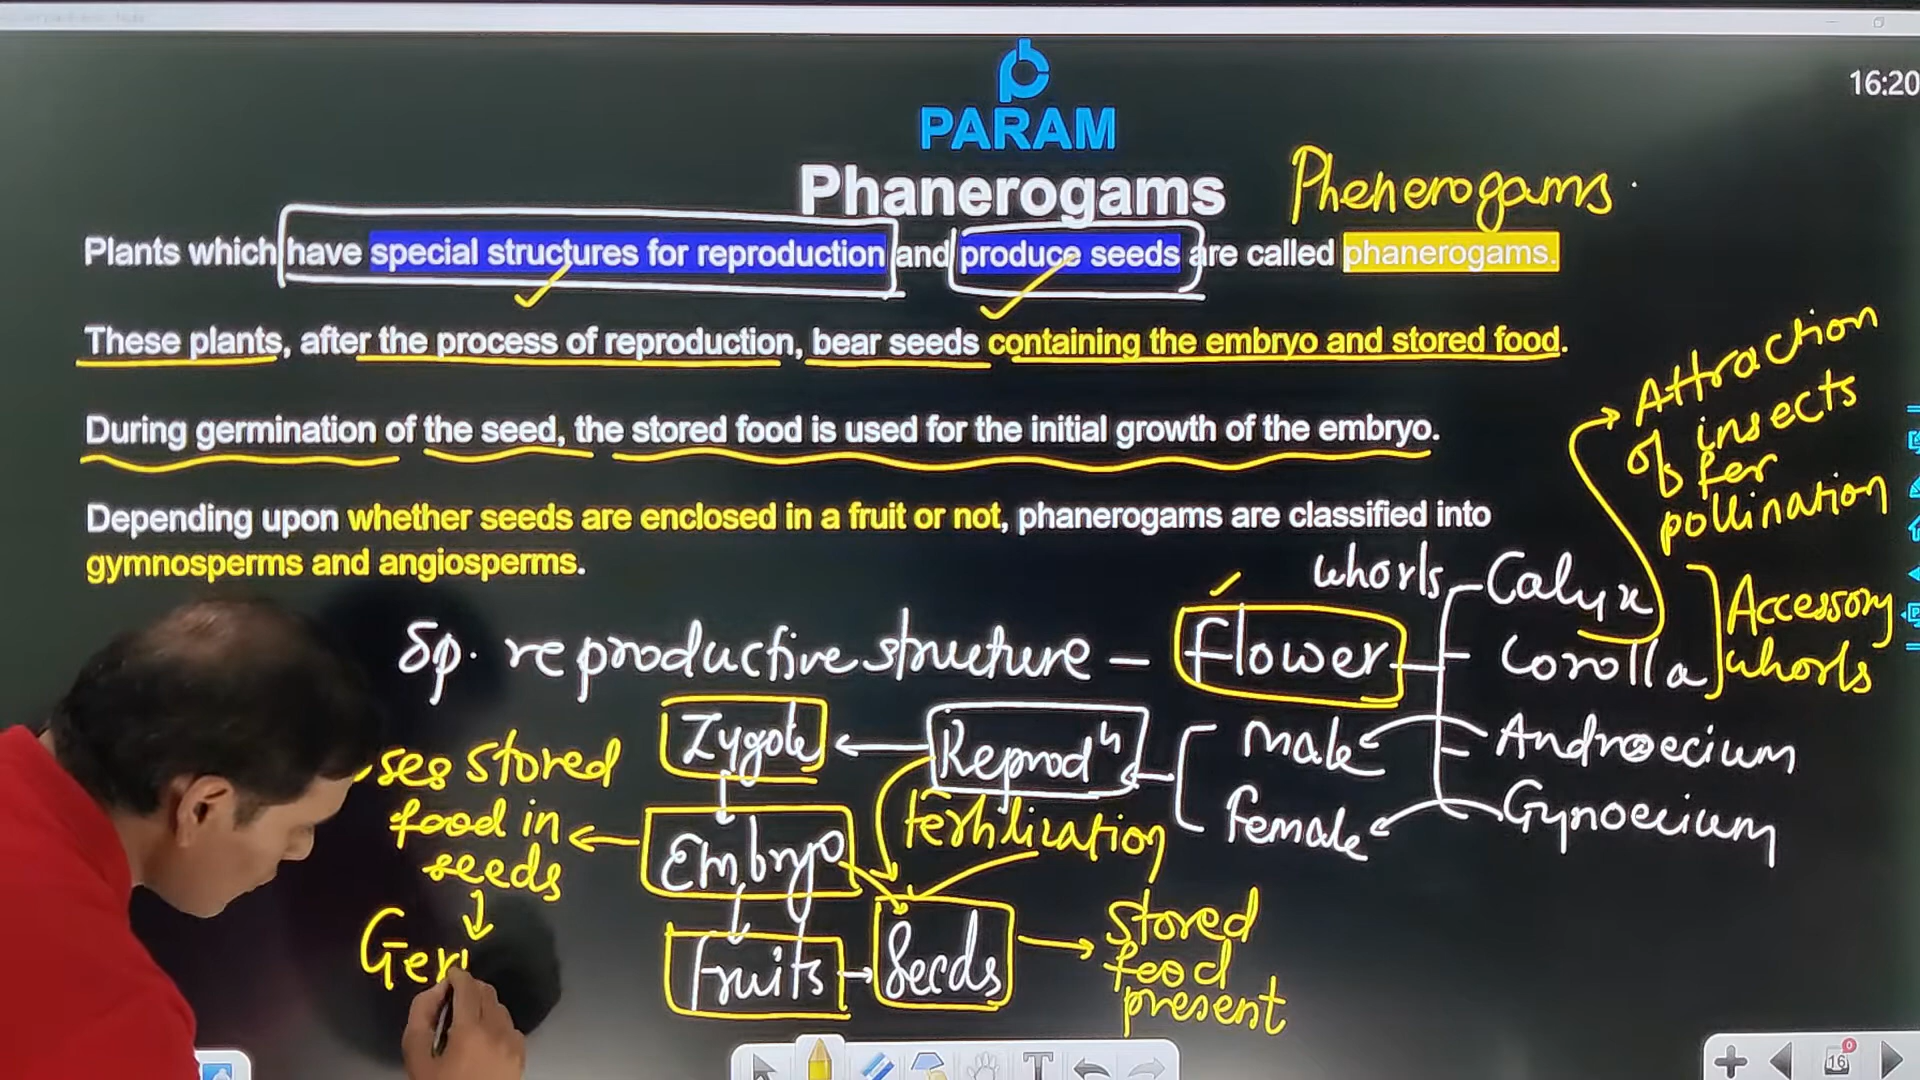 16:20
PARAM
Phanerogams
Phenerogams.
Plants which have special structures for reproduction and produce seeds are called phanerogams.
These plants, after the process of reproduction, bear seeds containing the embryo and stored food.
During germination of the seed, the stored food is used for the initial growth of the embryo.
Depending upon whether seeds are enclosed in a fruit or not, phanerogams are classified into
gymnosperms and angiosperms.
Attraction
of insects
for
pollination
Sp. reproductive structure – Flower
whorls
Calyx
Corolla
Androecium
Gynoecium
Accessory
whorls
Male
Female
Reprodⁿ
Fertilization
Zygote
Embryo
Fruits
Seeds
stored
food
present
ses stored
food in
seeds
Ger
T
16
0